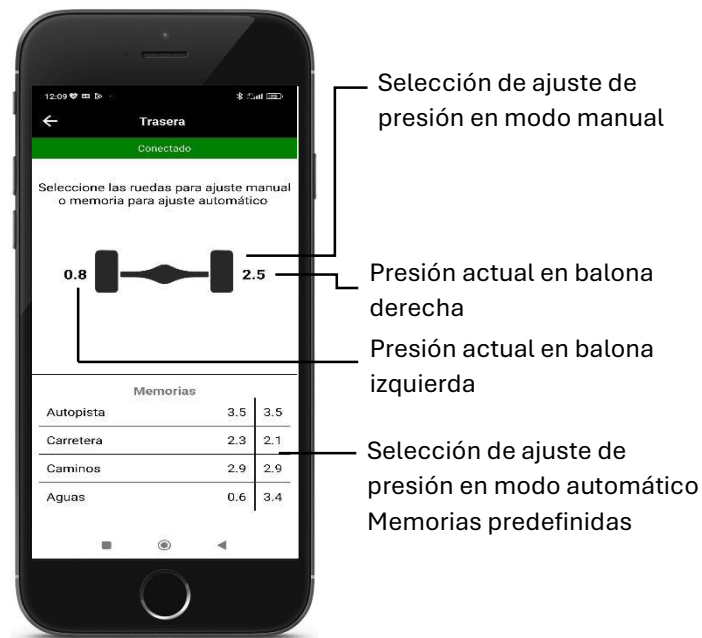 12:09
Trasera
Conectado
Seleccione las ruedas para ajuste manual
o memoria para ajuste automático
0.8
2.5
Memorias
Autopista 3.5 3.5
Carretera 2.3 2.1
Caminos 2.9 2.9
Aguas 0.6 3.4
Selección de ajuste de
presión en modo manual
Presión actual en balona
derecha
Presión actual en balona
izquierda
Selección de ajuste de
presión en modo automático
Memorias predefinidas